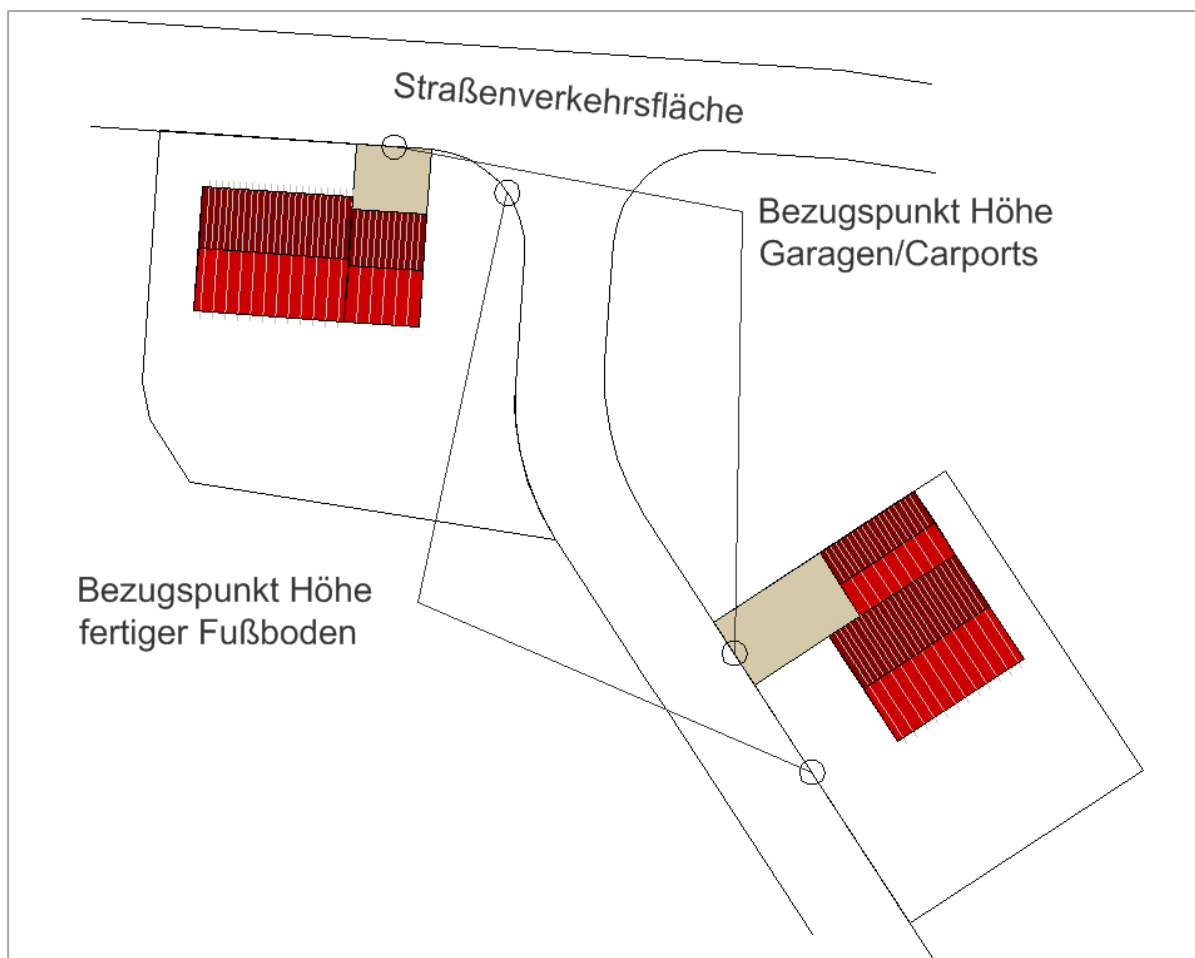 Straßenverkehrsfläche
Bezugspunkt Höhe
Garagen/Carports
Bezugspunkt Höhe
fertiger Fußboden